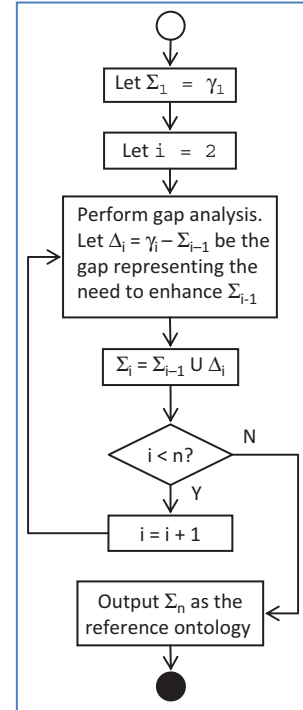 Let Σ₁ = γ₁
Let i = 2
Perform gap analysis.
Let Δᵢ = γᵢ – Σᵢ₋₁ be the
gap representing the
need to enhance Σᵢ₋₁
Σᵢ = Σᵢ₋₁ U Δᵢ
i < n?
N
Y
i = i + 1
Output Σₙ as the
reference ontology